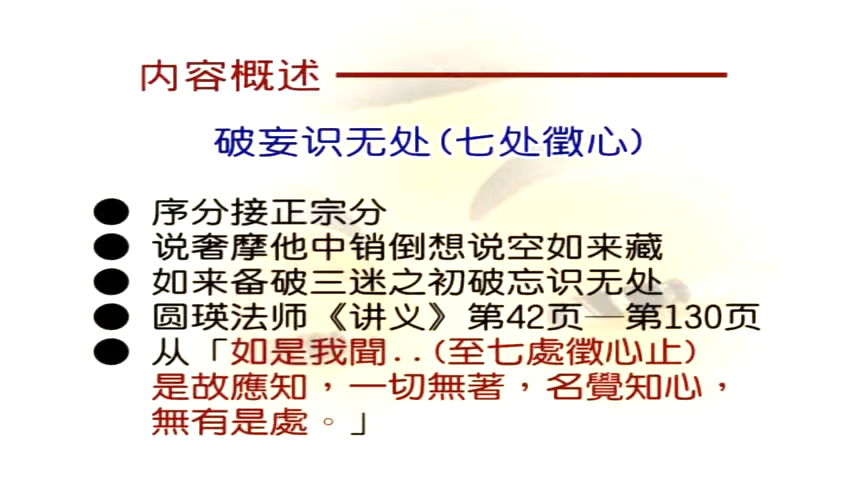 内容概述
破妄识无处(七处徵心)
● 序分接正宗分
● 说奢摩他中销倒想说空如来藏
● 如来备破三迷之初破忘识无处
● 圆瑛法师《讲义》第42页—第130页
● 从「如是我聞..(至七處徵心止)
是故應知，一切無著，名覺知心，
無有是處。」